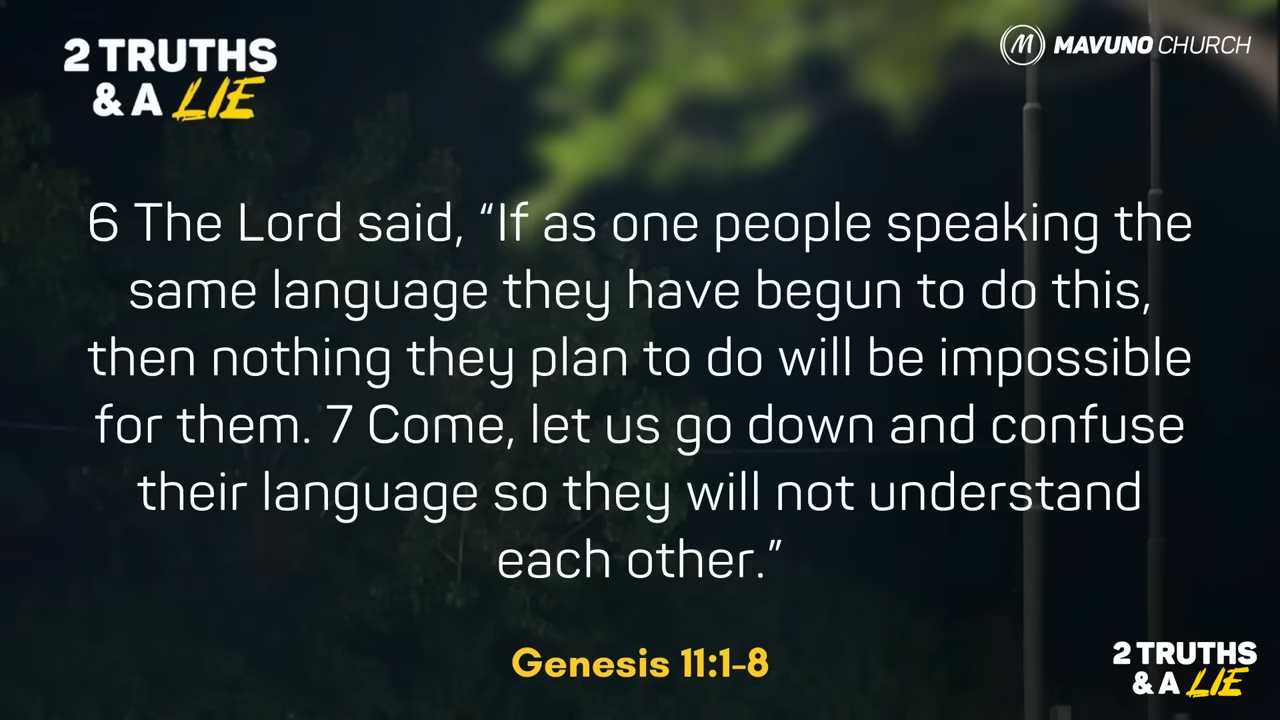 2 TRUTHS
& A LIE
MAVUNO CHURCH
6 The Lord said, “If as one people speaking the
same language they have begun to do this,
then nothing they plan to do will be impossible
for them. 7 Come, let us go down and confuse
their language so they will not understand
each other.”
Genesis 11:1-8
2 TRUTHS
& A LIE